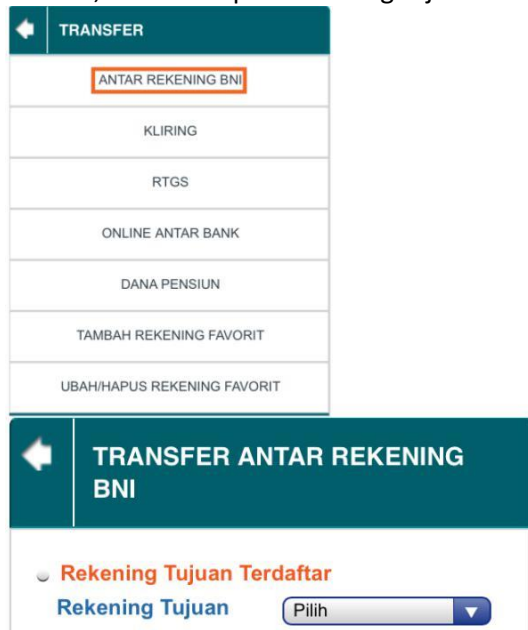 TRANSFER
ANTAR REKENING BNI
KLIRING
RTGS
ONLINE ANTAR BANK
DANA PENSIUN
TAMBAH REKENING FAVORIT
UBAH/HAPUS REKENING FAVORIT
TRANSFER ANTAR REKENING
BNI
Rekening Tujuan Terdaftar
Rekening Tujuan Pilih